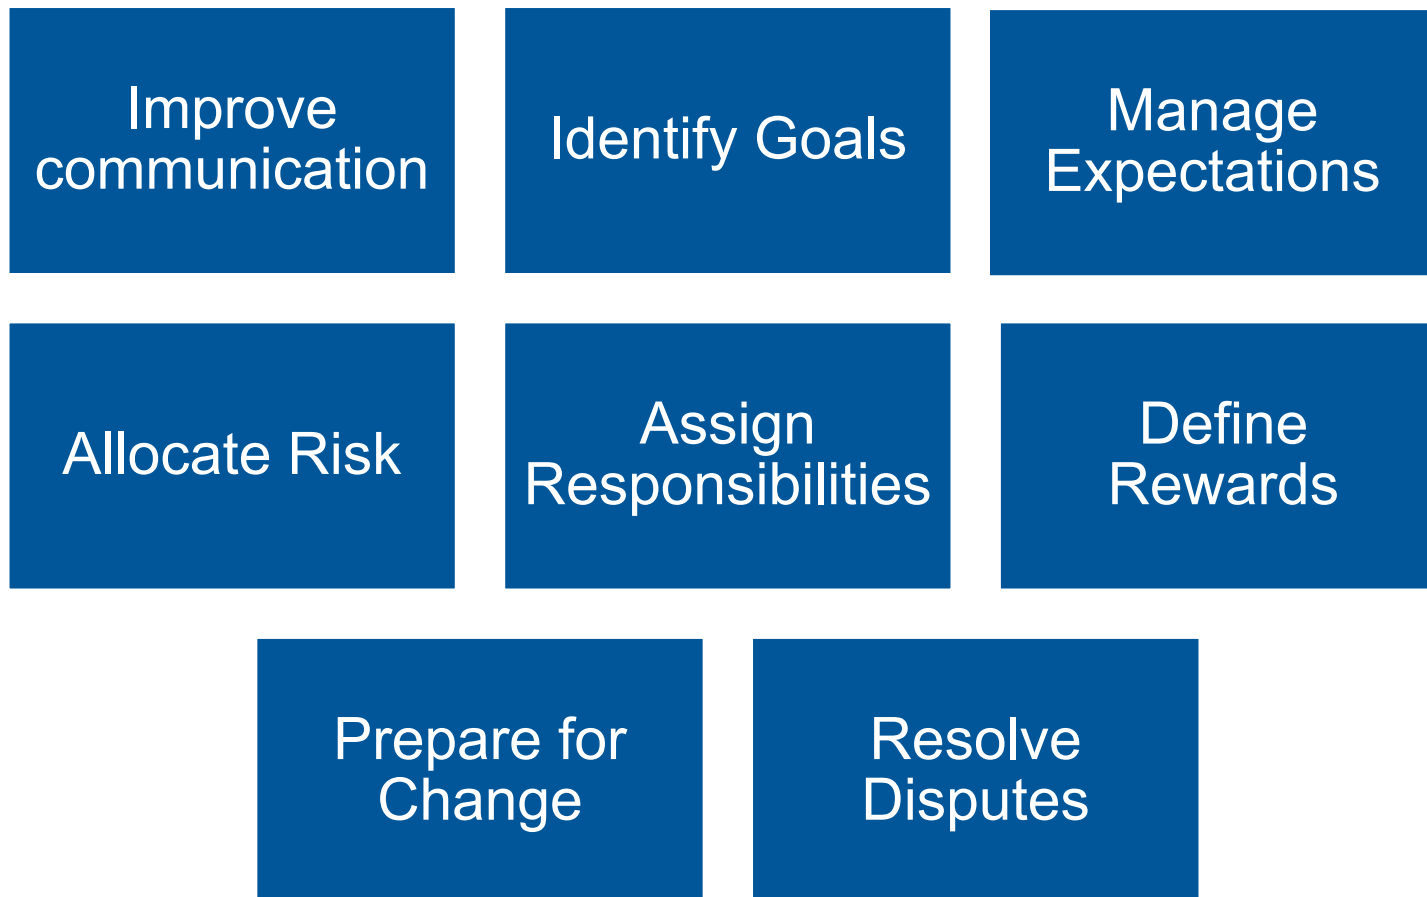 Improve
communication
Identify Goals
Manage
Expectations
Allocate Risk
Assign
Responsibilities
Define
Rewards
Prepare for
Change
Resolve
Disputes